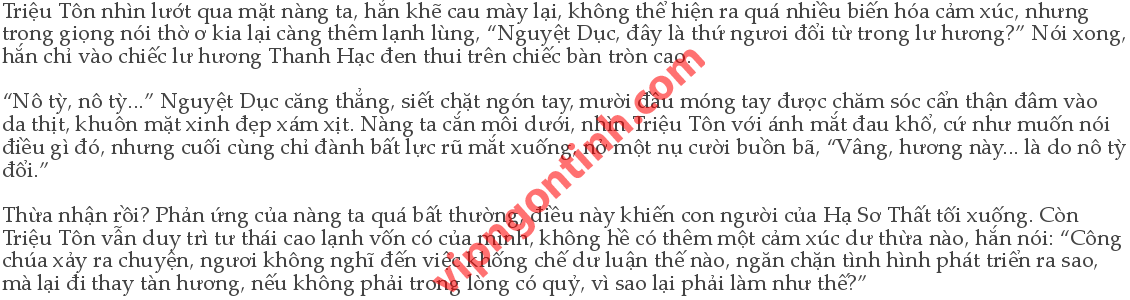 Triệu Tôn nhìn lướt qua mặt nàng ta, hắn khẽ cau mày lại, không thể hiện ra quá nhiều biến hóa cảm xúc, nhưng
trong giọng nói thờ ơ kia lại càng thêm lạnh lùng, “Nguyệt Dục, đây là thứ ngươi đổi từ trong lư hương?” Nói xong,
hắn chỉ vào chiếc lư hương Thanh Hạc đen thui trên chiếc bàn tròn cao.
“Nô tỳ, nô tỳ...” Nguyệt Dục căng thẳng, siết chặt ngón tay, mười đầu móng tay được chăm sóc cẩn thận đâm vào
da thịt, khuôn mặt xinh đẹp xám xịt. Nàng ta cắn môi dưới, nhìn Triệu Tôn với ánh mắt đau khổ, cứ như muốn nói
điều gì đó, nhưng cuối cùng chỉ đành bất lực rũ mắt xuống, nở một nụ cười buồn bã, “Vâng, hương này... là do nô tỳ
đổi.”
Thừa nhận rồi? Phản ứng của nàng ta quá bất thường, điều này khiến con người của Hạ Sơ Thất tối xuống. Còn
Triệu Tôn vẫn duy trì tư thái cao lạnh vốn có của mình, không hề có thêm một cảm xúc dư thừa nào, hắn nói: “Công
chúa xảy ra chuyện, ngươi không nghĩ đến việc khống chế dư luận thế nào, ngăn chặn tình hình phát triển ra sao,
mà lại đi thay tàn hương, nếu không phải trong lòng có quỷ, vì sao lại phải làm như thế?”
vipngontinh.com